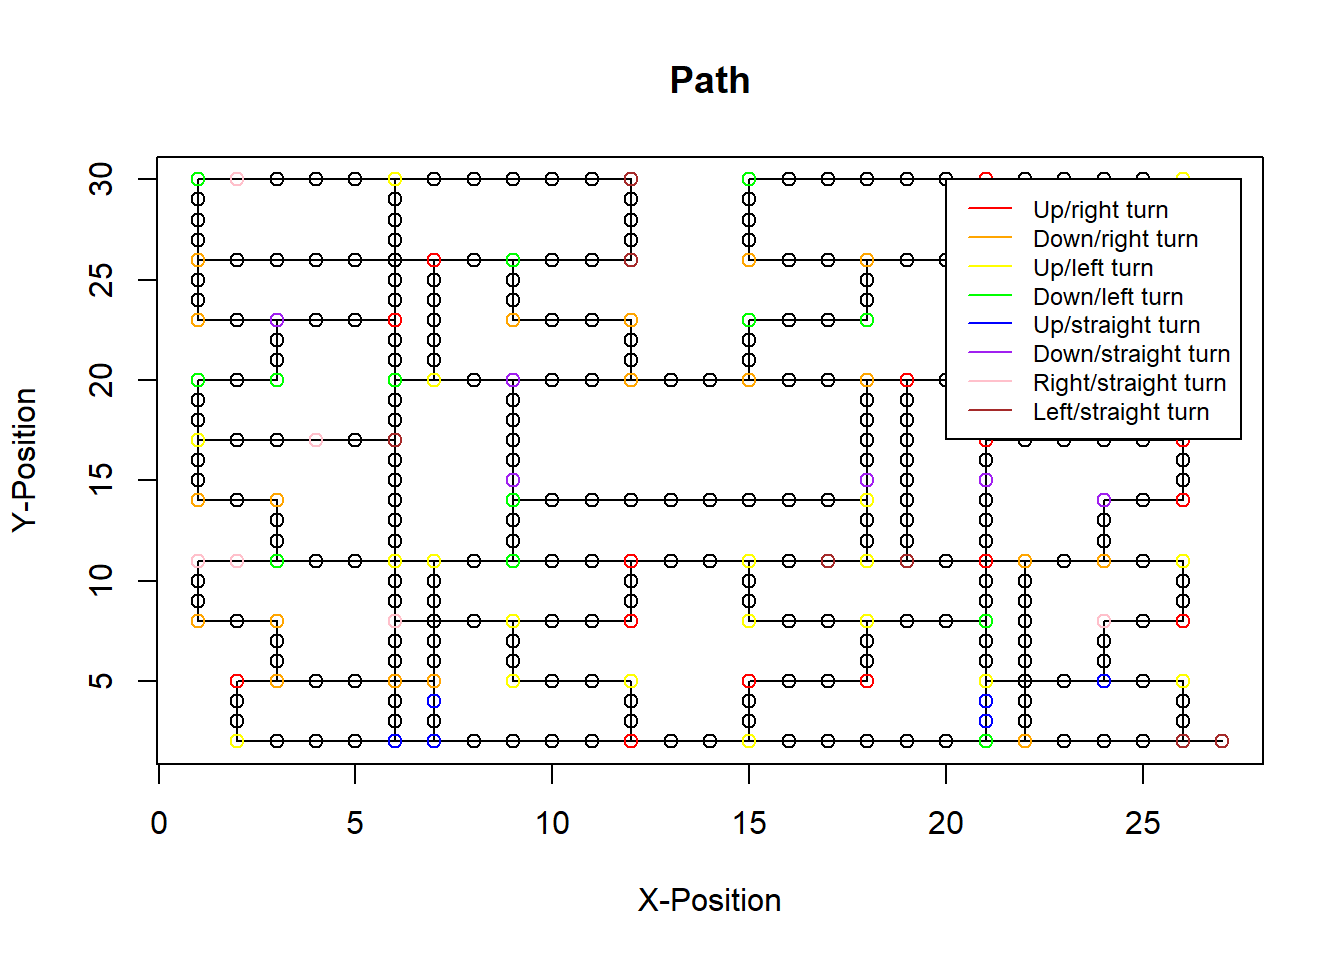 Path
30
25
20
15
10
5
Y-Position
Up/right turn
Down/right turn
Up/left turn
Down/left turn
Up/straight turn
Down/straight turn
Right/straight turn
Left/straight turn
0 5 10 15 20 25
X-Position